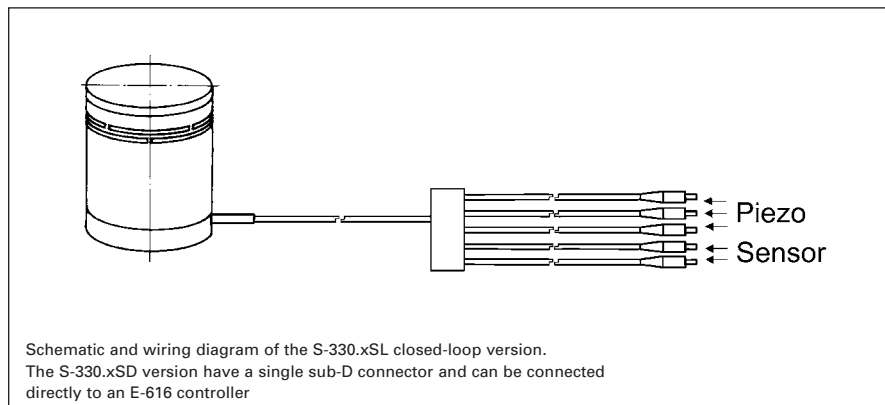 Piezo
Sensor
Schematic and wiring diagram of the S-330.xSL closed-loop version.
The S-330.xSD version have a single sub-D connector and can be connected
directly to an E-616 controller